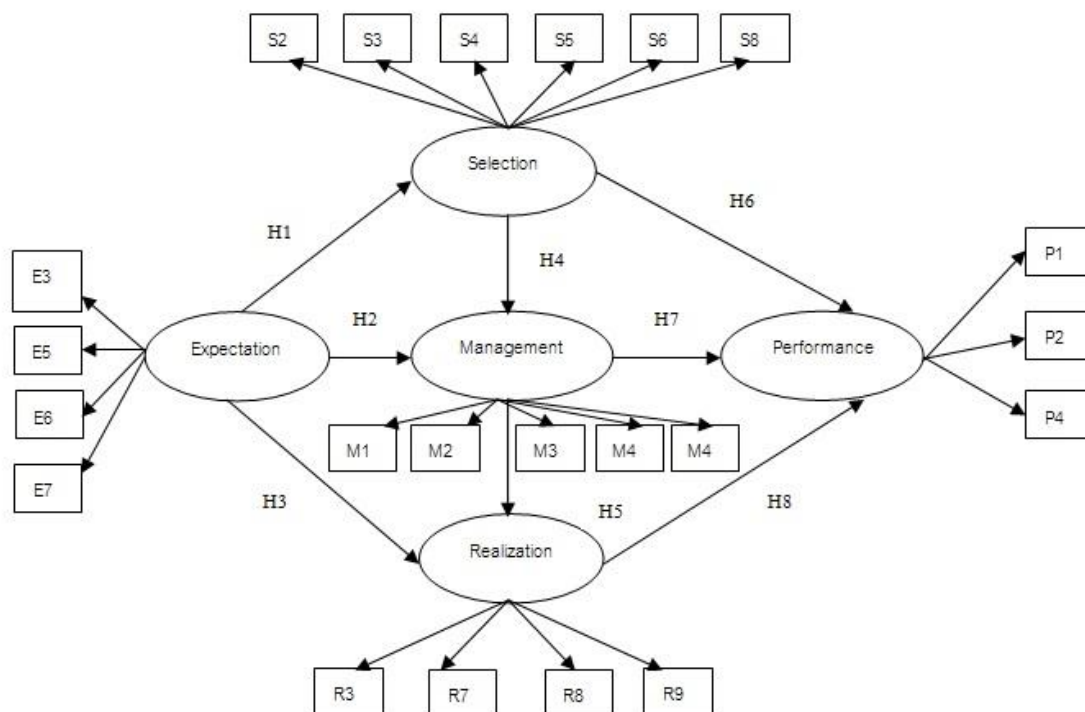 S2 S3 S4 S5 S6 S8
Selection
H1
H6
H4
E3
P1
Expectation
H2
Management
H7
Performance
E5
P2
E6
P4
M1 M2 M3 M4 M4
E7
H3
H5
H8
Realization
R3 R7 R8 R9